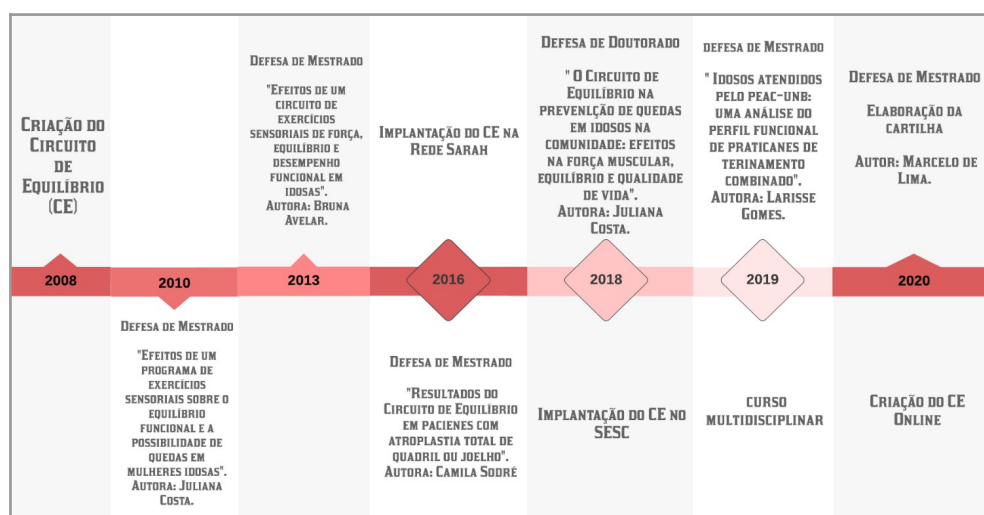 CRIAÇÃO DO
CIRCUITO
DE
EQUILÍBRIO
(CE)
2008
2010
DEFESA DE MESTRADO
"EFEITOS DE UM
PROGRAMA DE
EXERCÍCIOS
SENSORIAIS SOBRE O
EQUILÍBRIO
FUNCIONAL E A
POSSIBILIDADE DE
QUEDAS EM
MULHERES IDOSAS".
AUTORA: JULIANA
COSTA.
DEFESA DE MESTRADO
"EFEITOS DE UM
CIRCUITO DE
EXERCÍCIOS
SENSORIAIS DE FORÇA,
EQUILÍBRIO E
DESEMPENHO
FUNCIONAL EM
IDOSAS".
AUTORA: BRUNA
AVELAR.
2013
IMPLANTAÇÃO DO CE NA
REDE SARAH
2016
DEFESA DE MESTRADO
"RESULTADOS DO
CIRCUITO DE EQUILÍBRIO
EM PACIENES COM
ATROPLASTIA TOTAL DE
QUADRIL OU JOELHO".
AUTORA: CAMILA SODRÉ
DEFESA DE DOUTORADO
" O CIRCUITO DE
EQUILÍBRIO NA
PREVENLÇÃO DE QUEDAS
EM IDOSOS NA
COMUNIDADE: EFEITOS
NA FORÇA MUSCULAR,
EQUILÍBRIO E QUALIDADE
DE VIDA".
AUTORA: JULIANA
COSTA.
2018
IMPLANTAÇÃO DO CE NO
SESC
DEFESA DE MESTRADO
" IDOSOS ATENDIDOS
PELO PEAC-UNB:
UMA ANÁLISE DO
PERFIL FUNCIONAL
DE PRATICANES DE
TERINAMENTO
COMBINADO".
AUTORA: LARISSE
GOMES.
2019
CURSO
MULTIDISCIPLINAR
DEFESA DE MESTRADO
ELABORAÇÃO DA
CARTILHA
AUTOR: MARCELO DE
LIMA.
2020
CRIAÇÃO DO CE
ONLINE